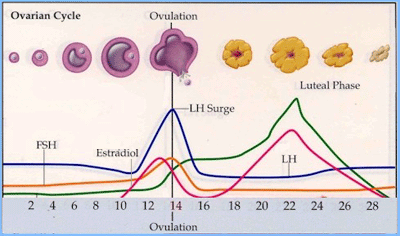 Ovarian Cycle
Ovulation
Luteal Phase
LH Surge
FSH
Estradiol
LH
2 4 6 8 10 12 14 16 18 20 22 24 26 28
Ovulation